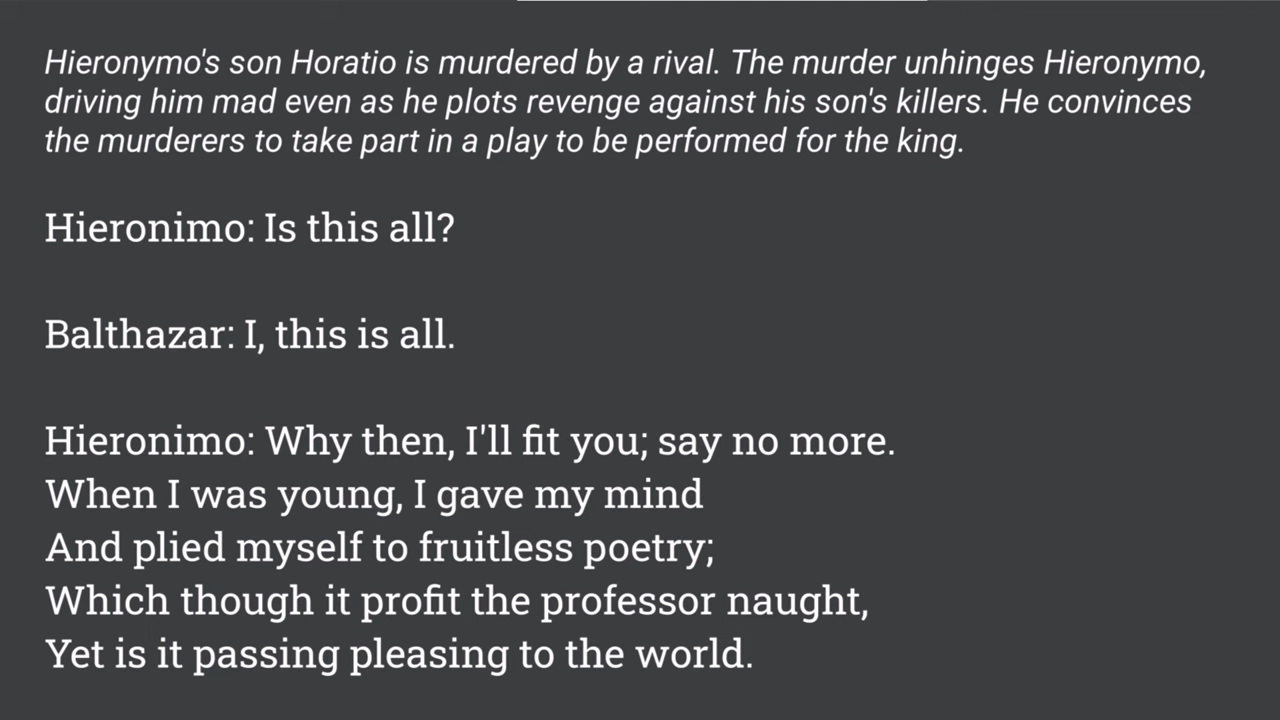 Hieronymo's son Horatio is murdered by a rival. The murder unhinges Hieronymo,
driving him mad even as he plots revenge against his son's killers. He convinces
the murderers to take part in a play to be performed for the king.
Hieronimo: Is this all?
Balthazar: I, this is all.
Hieronimo: Why then, I'll fit you; say no more.
When I was young, I gave my mind
And plied myself to fruitless poetry;
Which though it profit the professor naught,
Yet is it passing pleasing to the world.